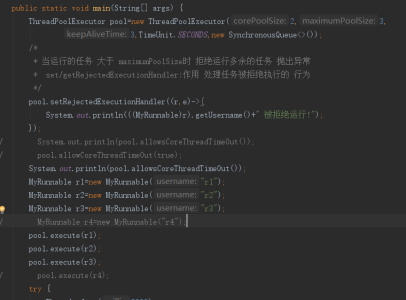 public static void main(String[] args) {
ThreadPoolExecutor pool=new ThreadPoolExecutor( corePoolSize: 2, maximumPoolSize: 3,
keepAliveTime: 3,TimeUnit.SECONDS,new SynchronousQueue<>());
/*
* 当运行的任务 大于 maximumPoolSize时 拒绝运行多余的任务 抛出异常
* set/getRejectedExecutionHandler:作用 处理任务被拒绝执行的 行为
*/
pool.setRejectedExecutionHandler((r,e)->{
System.out.println(((MyRunnable)r).getUsername()+" 被拒绝运行!");
});
/ System.out.println(pool.allowsCoreThreadTimeOut());
/ pool.allowCoreThreadTimeOut(true);
System.out.println(pool.allowsCoreThreadTimeOut());
MyRunnable r1=new MyRunnable( username: "r1");
MyRunnable r2=new MyRunnable( username: "r2");
MyRunnable r3=new MyRunnable( username: "r3");
/ MyRunnable r4=new MyRunnable("r4");
pool.execute(r1);
pool.execute(r2);
pool.execute(r3);
/ pool.execute(r4);
try {